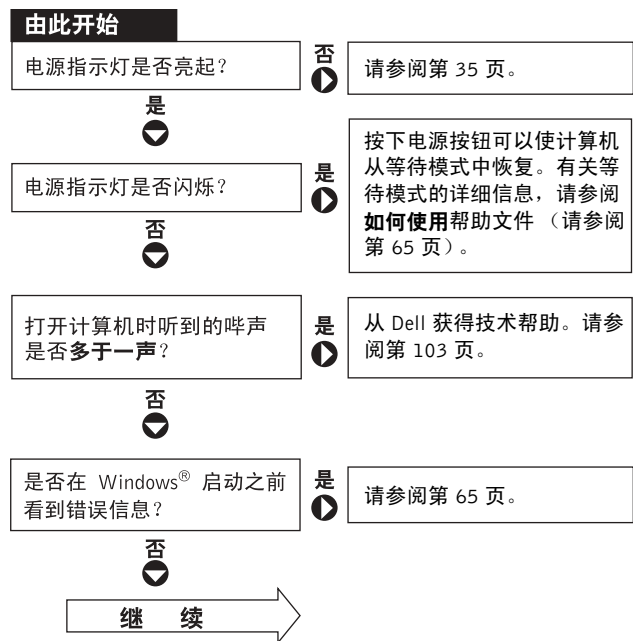 由此开始
电源指示灯是否亮起？
否
请参阅第 35 页。
是
电源指示灯是否闪烁？
是
按下电源按钮可以使计算机
从等待模式中恢复。有关等
待模式的详细信息，请参阅
如何使用帮助文件 （请参阅
第 65 页）。
否
打开计算机时听到的哔声
是否多于一声？
是
从 Dell 获得技术帮助。请参
阅第 103 页。
否
是否在 Windows® 启动之前
看到错误信息？
是
请参阅第 65 页。
否
继 续